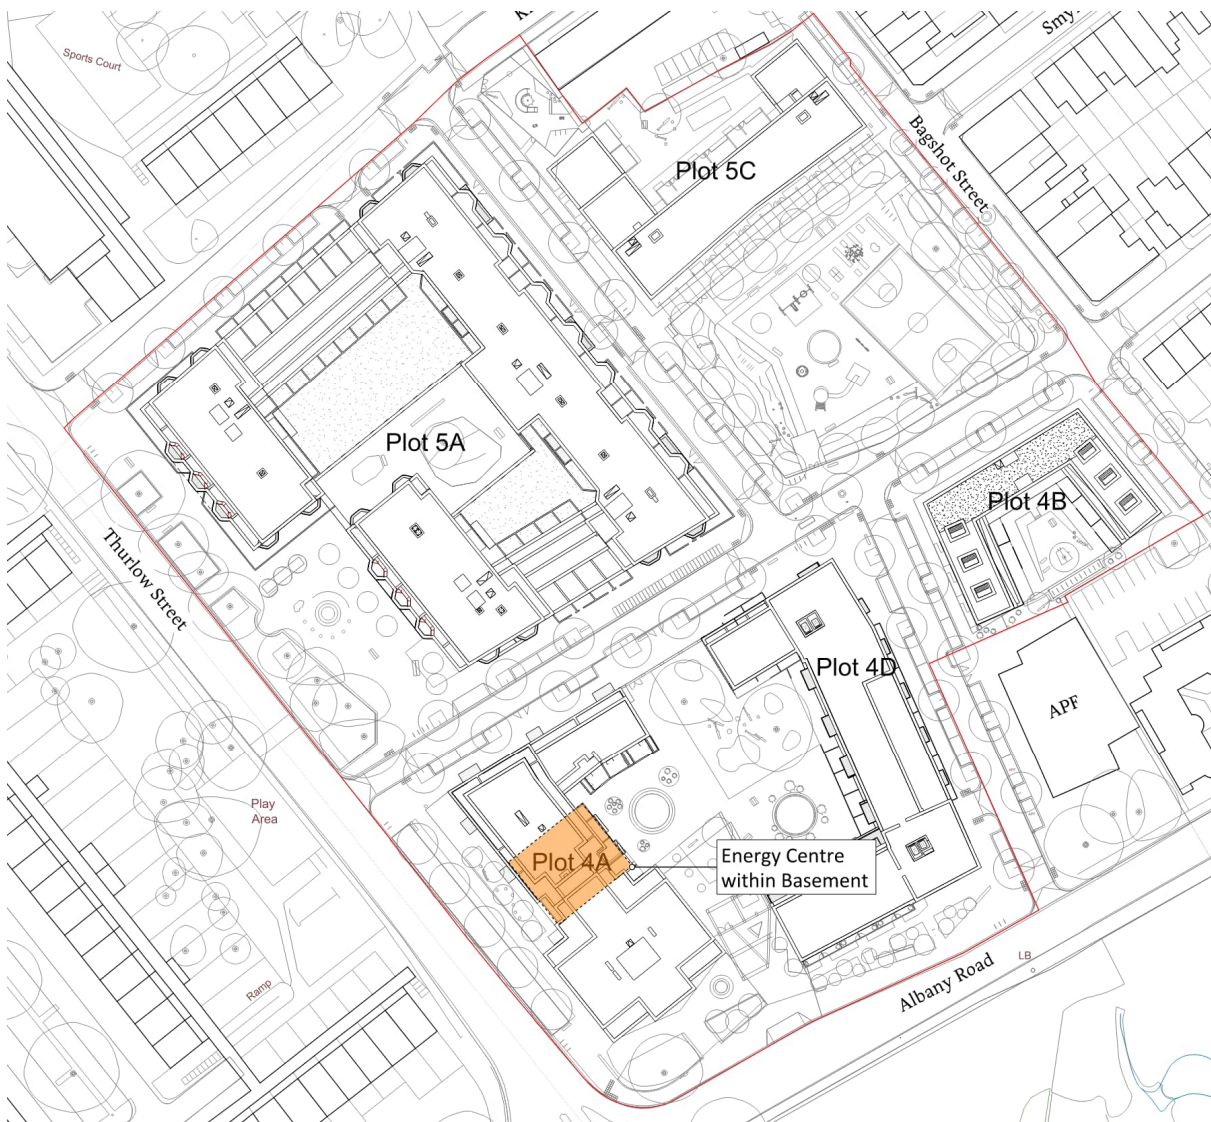 Sports Court
Smy
Bagshot Street
Plot 5C
Plot 5A
Plot 4B
Thurlow Street
Plot 4D
APF
Play
Area
Plot 4A
Energy Centre
within Basement
Albany Road
LB
Ramp